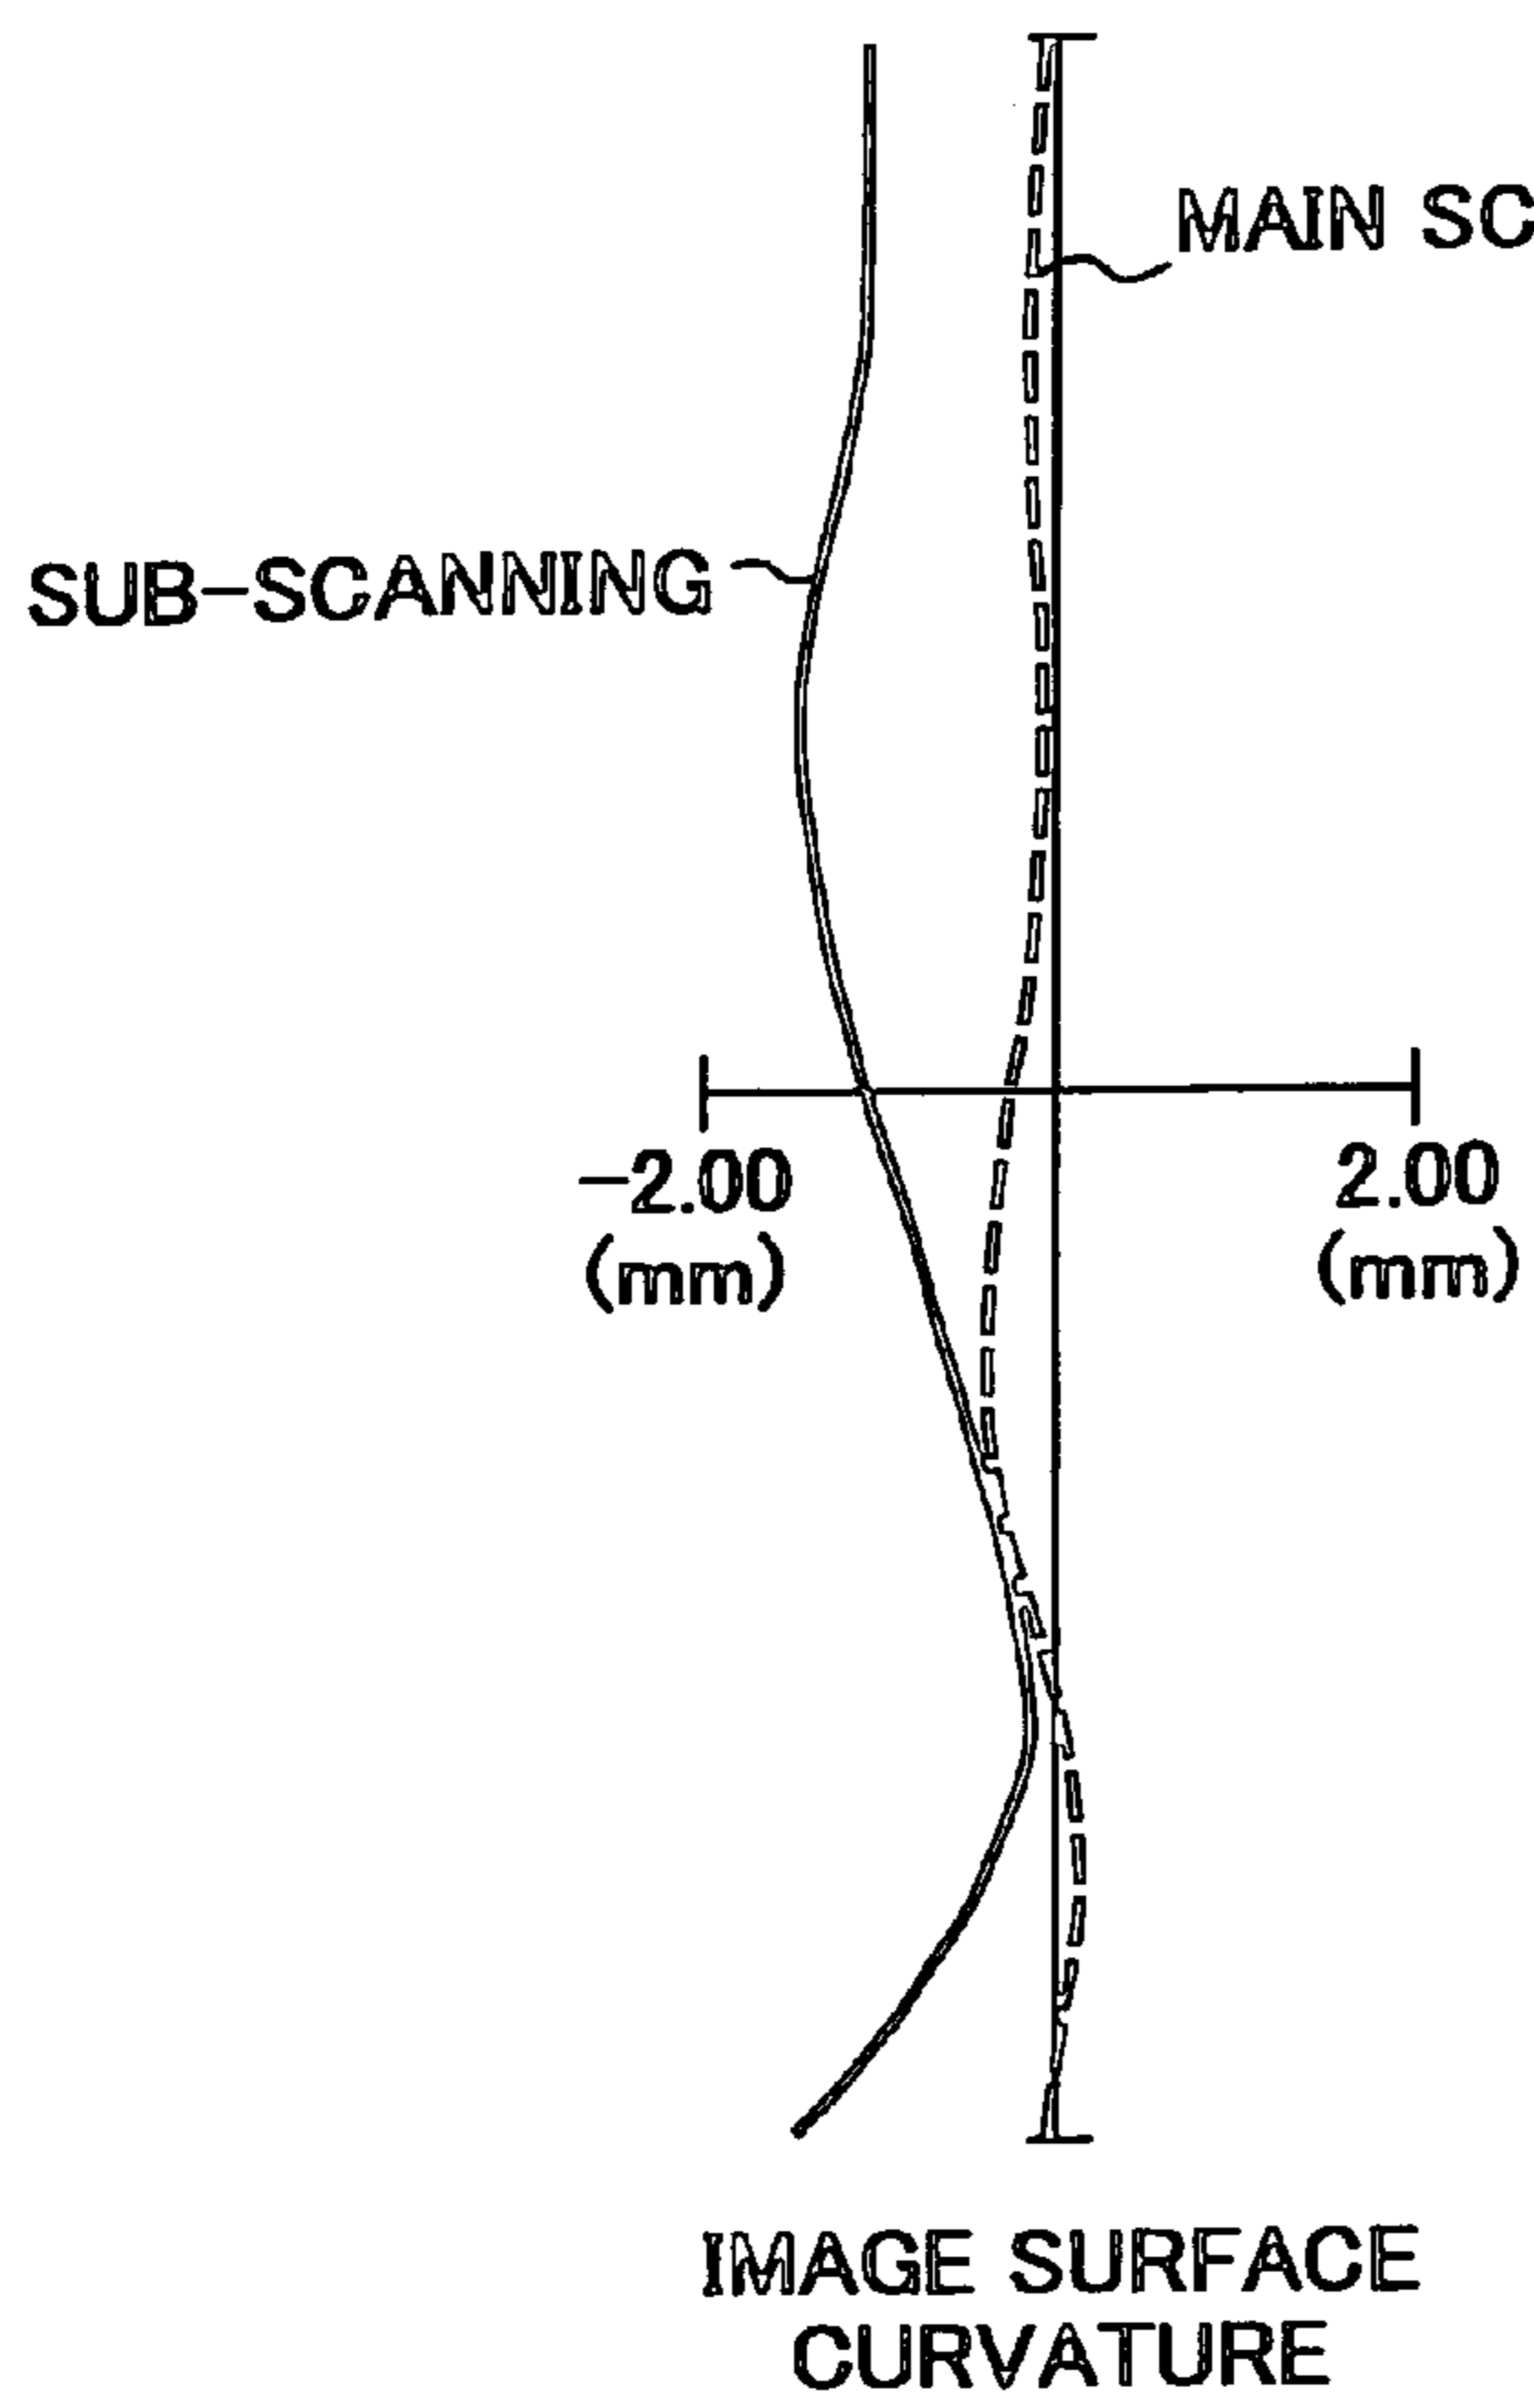 MAIN SC
SUB-SCANNING
-2.00
(mm)
2.00
(mm)
IMAGE SURFACE
CURVATURE